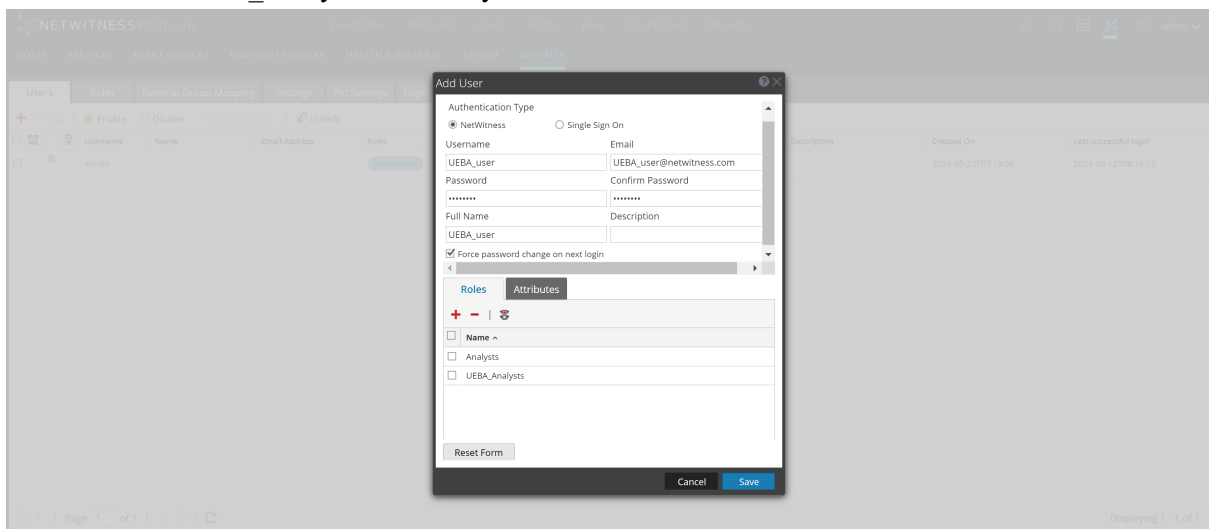 NETWITNESS Platform Investigate Respond Users Hosts Files Dashboard Reports admin
HOSTS SERVICES EVENT SOURCES ENDPOINT SOURCES HEALTH & WELLNESS SYSTEM SECURITY
Users Roles External Group Mapping Settings PKI Settings Login
Enable Disable Unlock
Username Name Email Address Roles Description Created On Last successful login
admin 2024-05-22T07:19:56 2024-06-12T08:15:19
Add User
Authentication Type
NetWitness Single Sign On
Username Email
UEBA_user UEBA_user@netwitness.com
Password Confirm Password
•••••••• ••••••••
Full Name Description
UEBA_user
Force password change on next login
Roles Attributes
Name
Analysts
UEBA_Analysts
Reset Form
Cancel Save
Page 1 of 1 Displaying 1 - 1 of 1